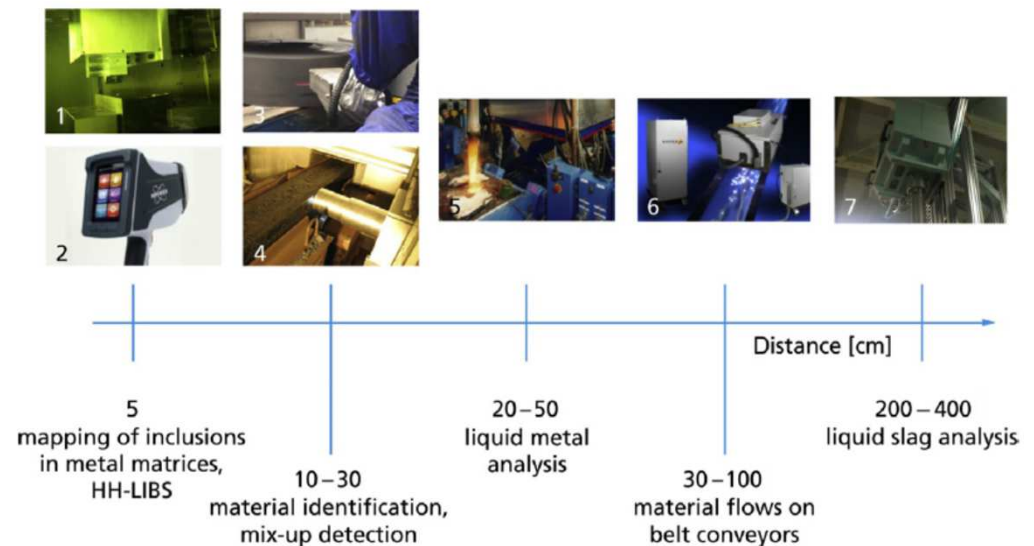 1
3
2
4
5
6
7
Distance [cm]
5
mapping of inclusions
in metal matrices,
HH-LIBS
10–30
material identification,
mix-up detection
20–50
liquid metal
analysis
30–100
material flows on
belt conveyors
200–400
liquid slag analysis